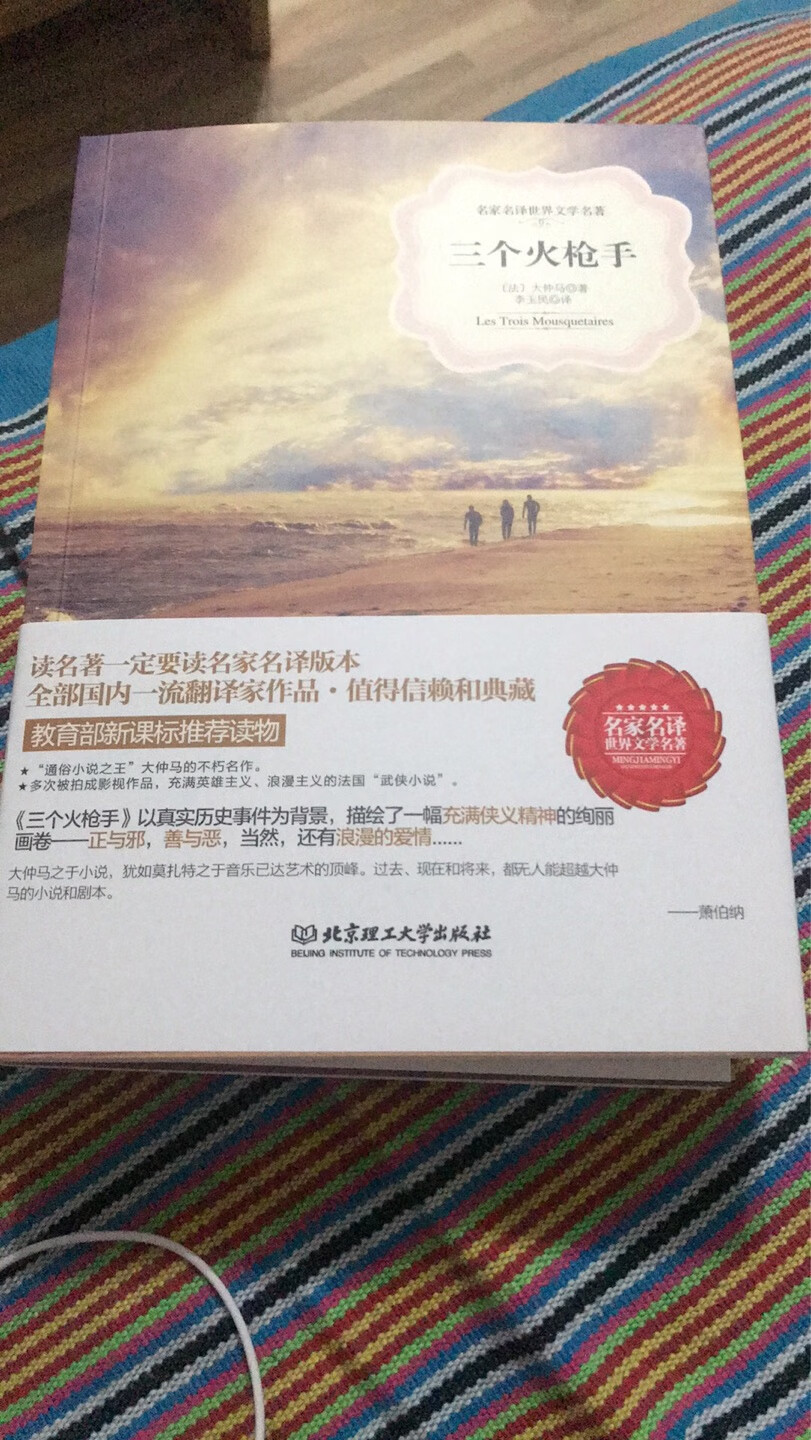 名家名译世界文学名著
三个火枪手
〔法〕大仲马◎著
李玉民◎译
Les Trois Mousquetaires
读名著一定要读名家名译版本
全部国内一流翻译家作品·值得信赖和典藏
教育部新课标推荐读物
★“通俗小说之王”大仲马的不朽名作。
★多次被拍成影视作品，充满英雄主义、浪漫主义的法国“武侠小说”。
★★★★★
名家名译
世界文学名著
MINGJIAMINGYI
《三个火枪手》以真实历史事件为背景，描绘了一幅充满侠义精神的绚丽
画卷——正与邪，善与恶，当然，还有浪漫的爱情……
大仲马之于小说，犹如莫扎特之于音乐已达艺术的顶峰。过去、现在和将来，都无人能超越大仲
马的小说和剧本。
——萧伯纳
北京理工大学出版社
BEIJING INSTITUTE OF TECHNOLOGY PRESS